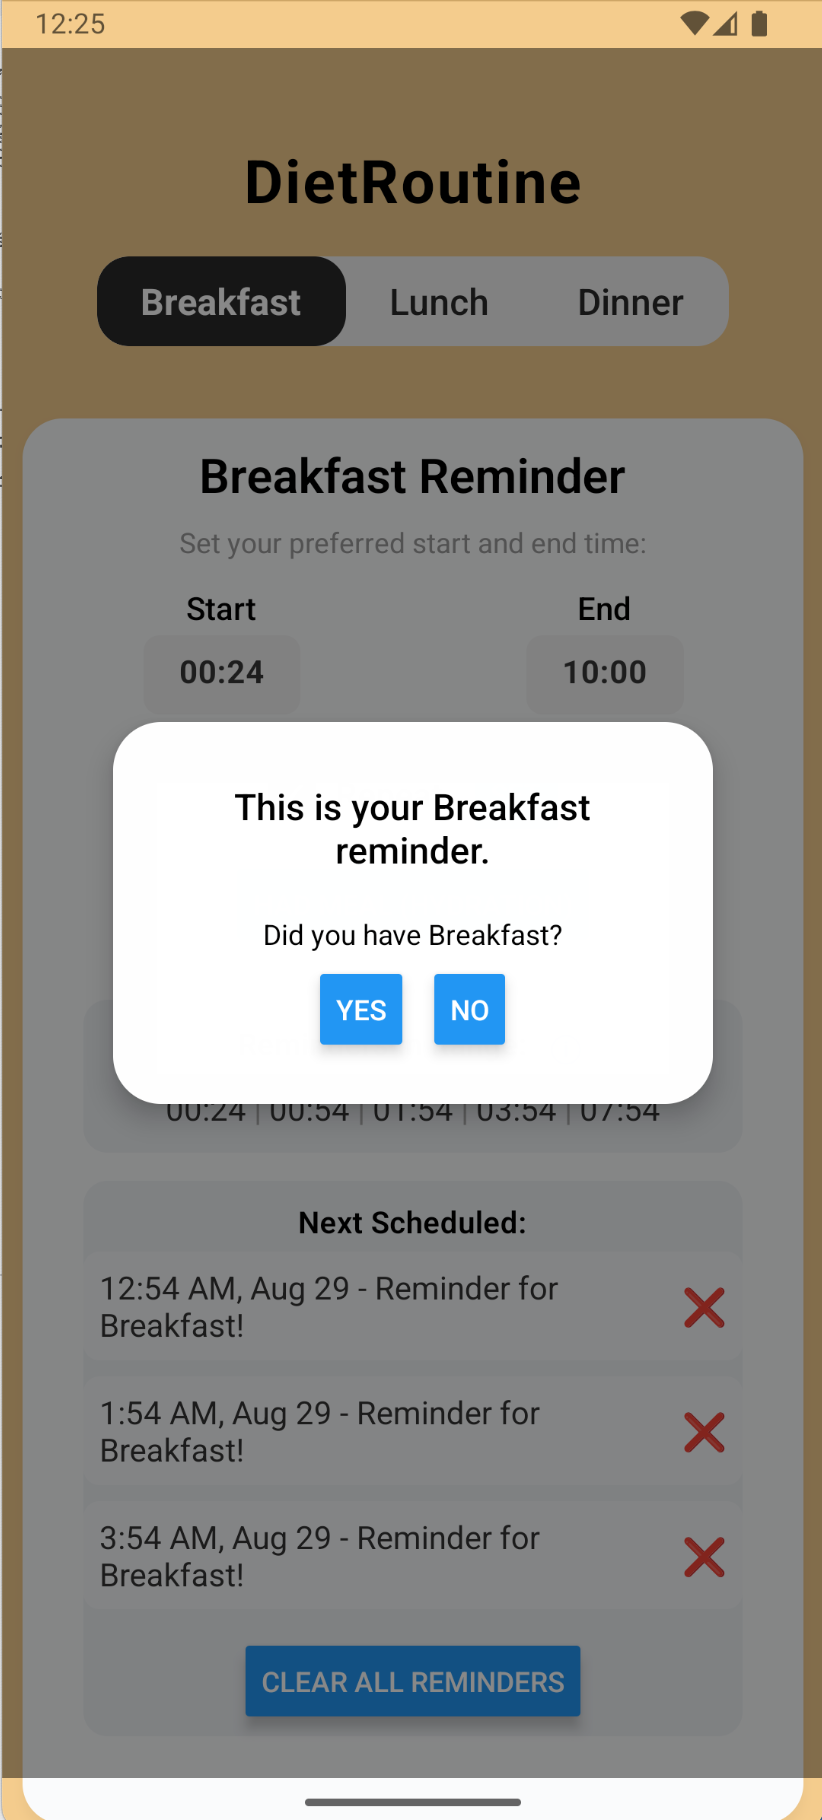 12:25
DietRoutine
Breakfast Lunch Dinner
Breakfast Reminder
Set your preferred start and end time:
Start End
00:24 10:00
This is your Breakfast
reminder.
Did you have Breakfast?
YES NO
00:24 | 00:54 | 01:54 | 03:54 | 07:54
Next Scheduled:
12:54 AM, Aug 29 - Reminder for
Breakfast!
1:54 AM, Aug 29 - Reminder for
Breakfast!
3:54 AM, Aug 29 - Reminder for
Breakfast!
CLEAR ALL REMINDERS